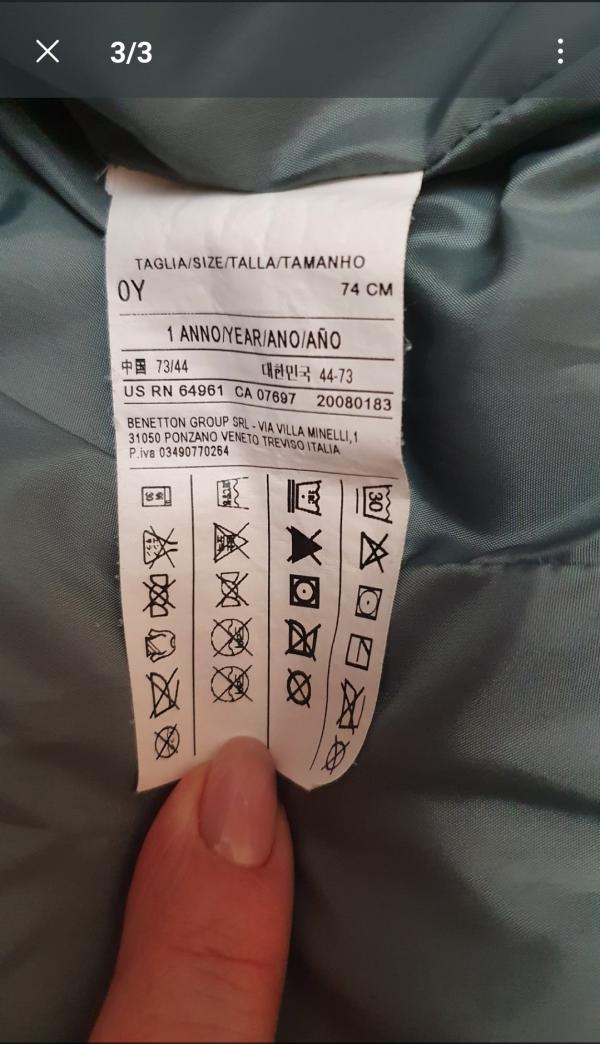 3/3
TAGLIA/SIZE/TALLA/TAMANHO
0Y 74 CM
1 ANNO/YEAR/ANO/AÑO
中国 73/44 대한민국 44-73
US RN 64961 CA 07697 20080183
BENETTON GROUP SRL - VIA VILLA MINELLI,1
31050 PONZANO VENETO TREVISO ITALIA
P.iva 03490770264
30